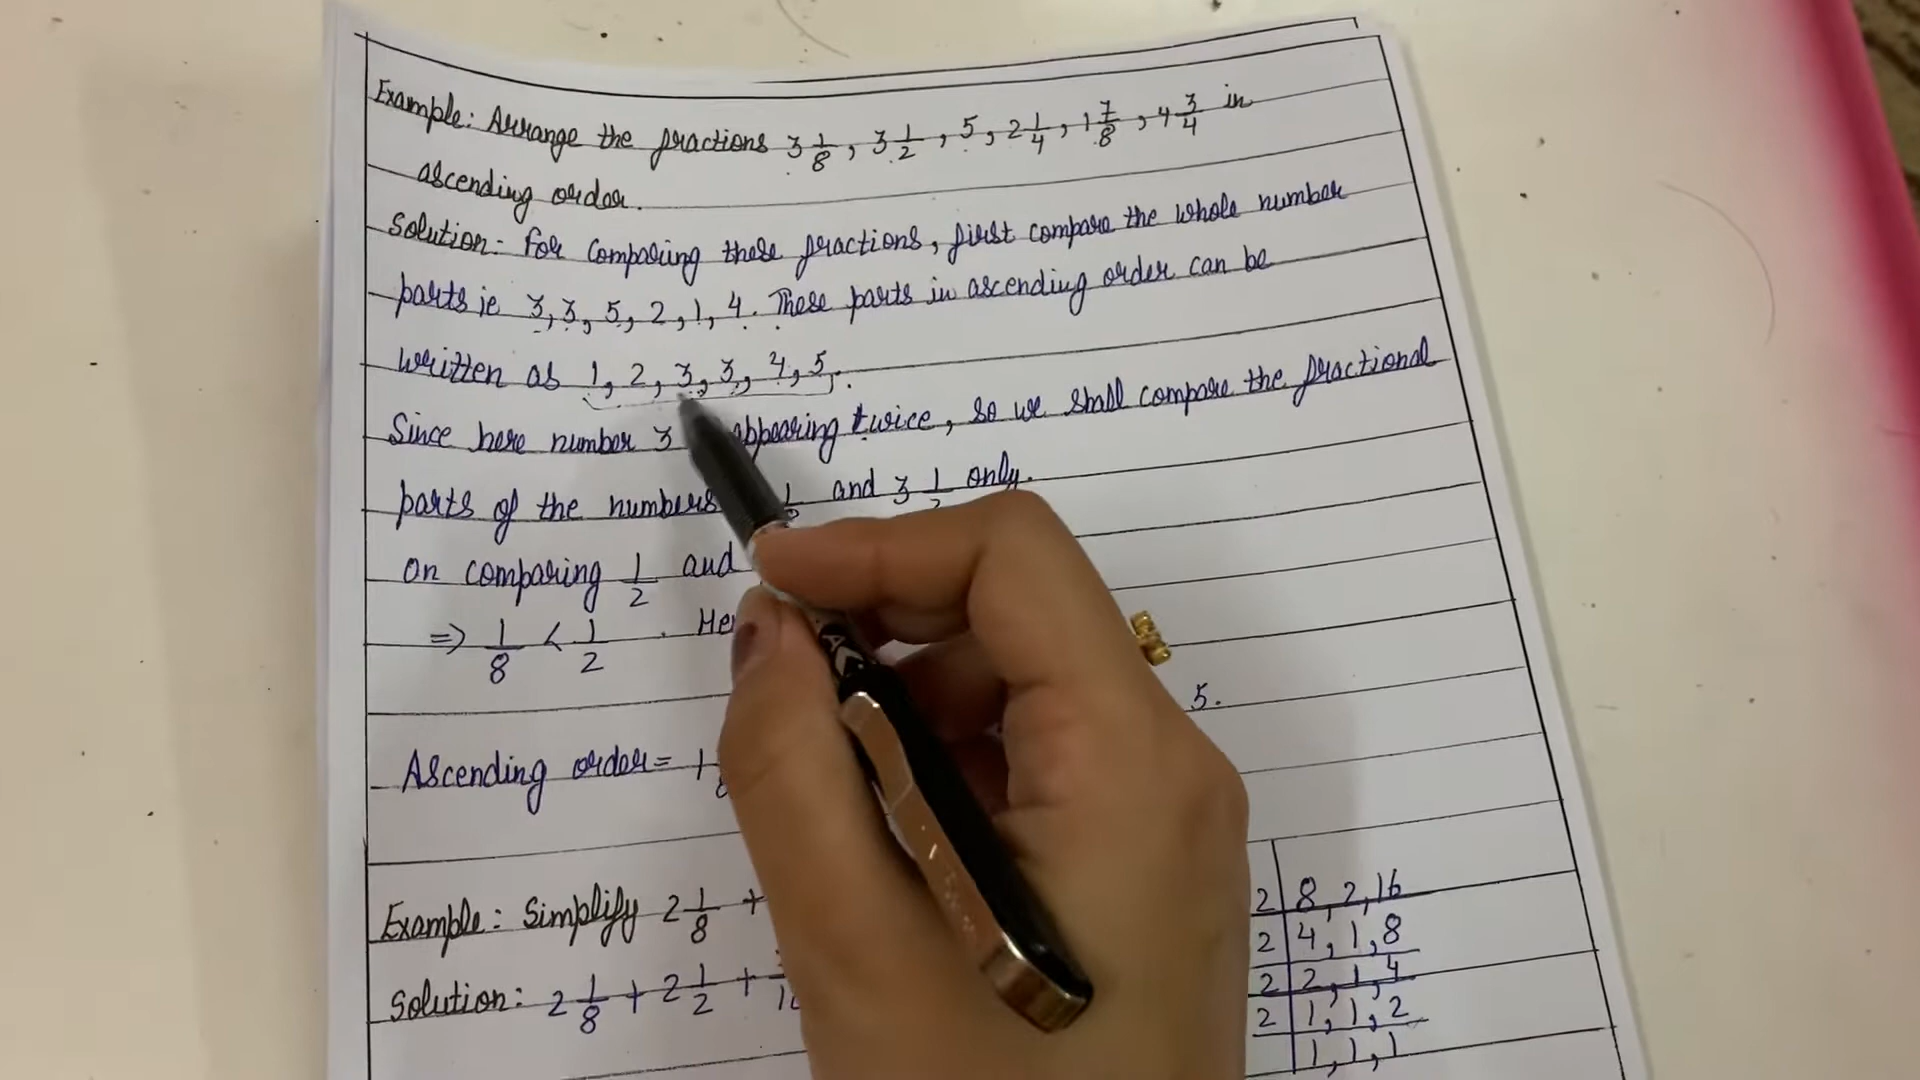 Example: Arrange the fractions 3 1/8, 3 1/2, 5, 2 1/4, 1 7/8, 4 3/4 in
ascending order.
Solution:- For comparing these fractions, first compare the whole number
parts ie 3, 3, 5, 2, 1, 4. These parts in ascending order can be
written as 1, 2, 3, 3, 4, 5.
Since here number 3 appearing twice, so we shall compare the fractional
parts of the numbers and 3 1/2 only.
On comparing 1/2 and
=> 1/8 < 1/2 .
5.
Ascending order = 1
Example: Simplify 2 1/8 +
Solution: 2 1/8 + 2 1/2 +
2 | 8, 2, 16
2 | 4, 1, 8
2 | 2, 1, 4
2 | 1, 1, 2
1, 1, 1